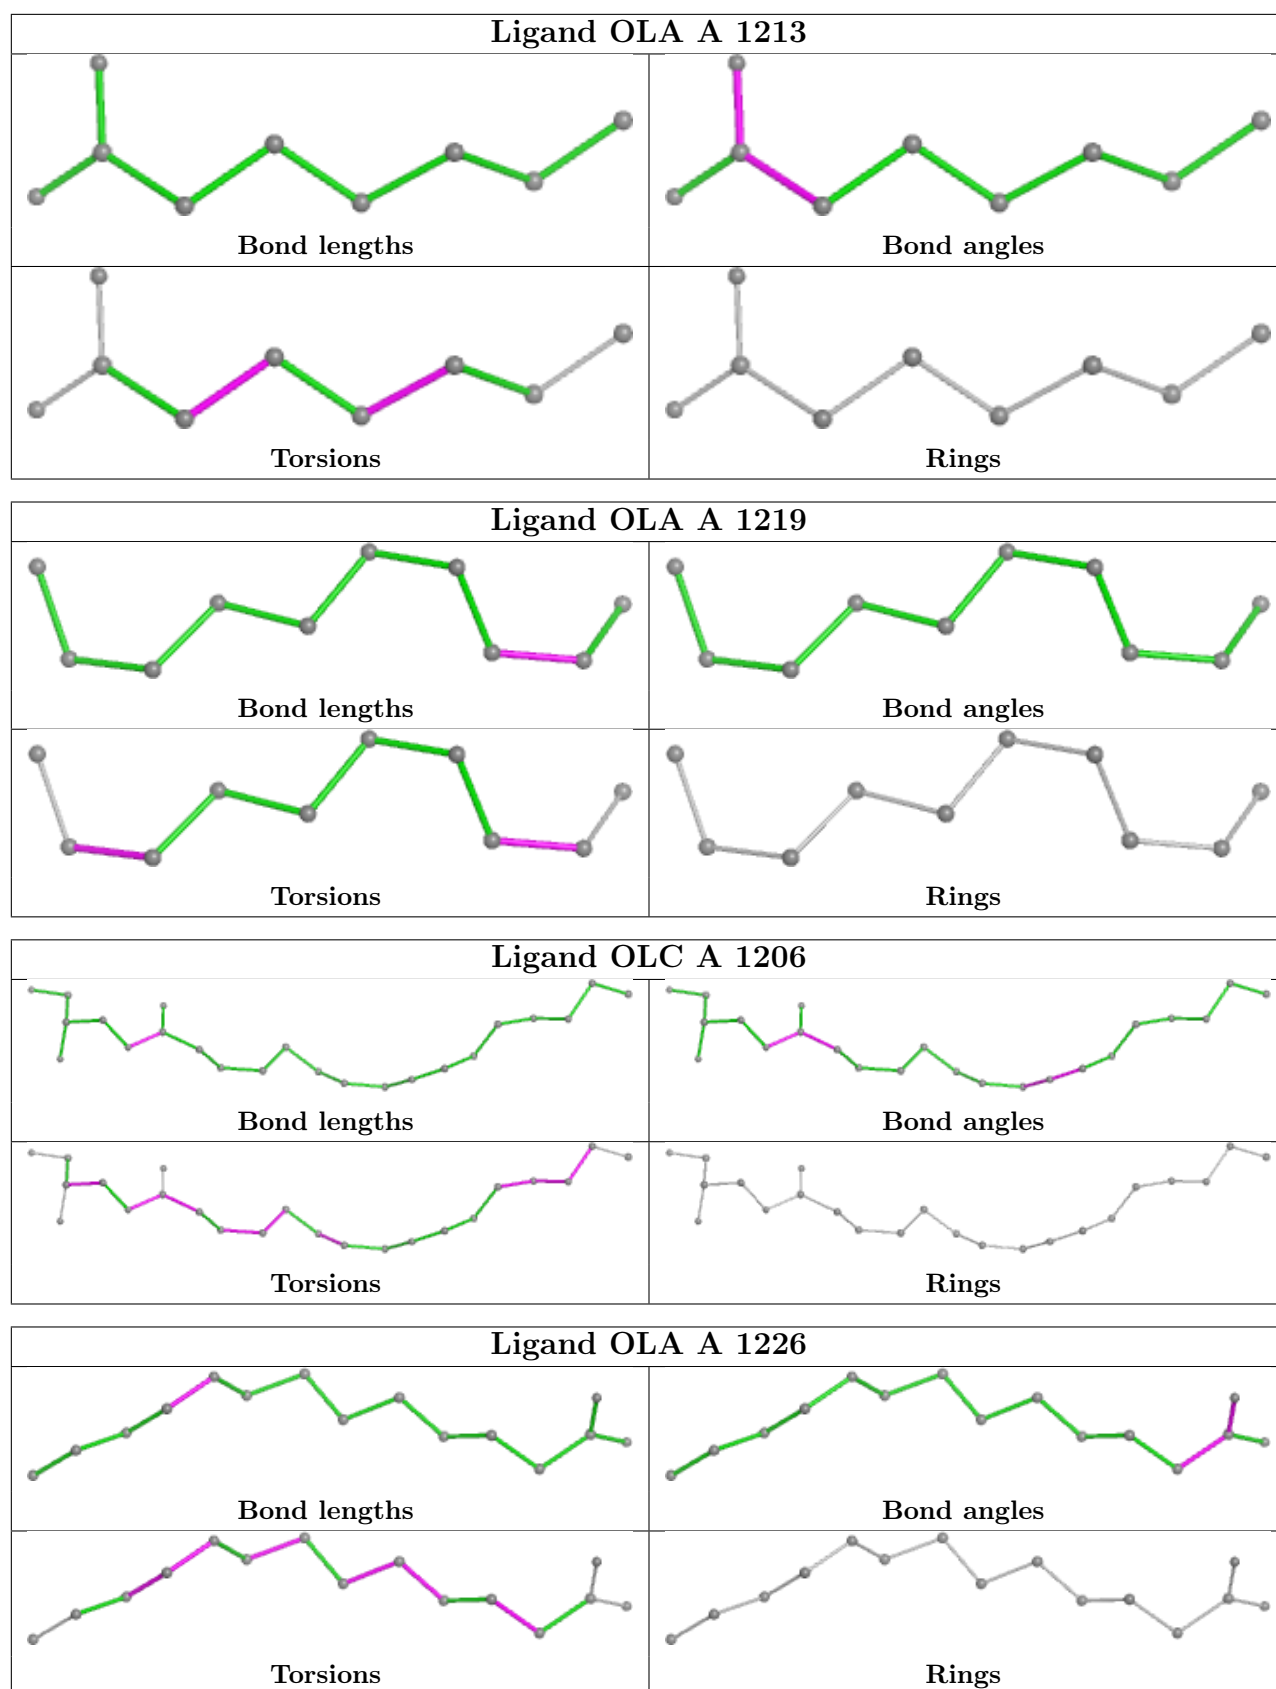 Ligand OLA A 1213
Bond lengths
Bond angles
Torsions
Rings
Ligand OLA A 1219
Bond lengths
Bond angles
Torsions
Rings
Ligand OLC A 1206
Bond lengths
Bond angles
Torsions
Rings
Ligand OLA A 1226
Bond lengths
Bond angles
Torsions
Rings